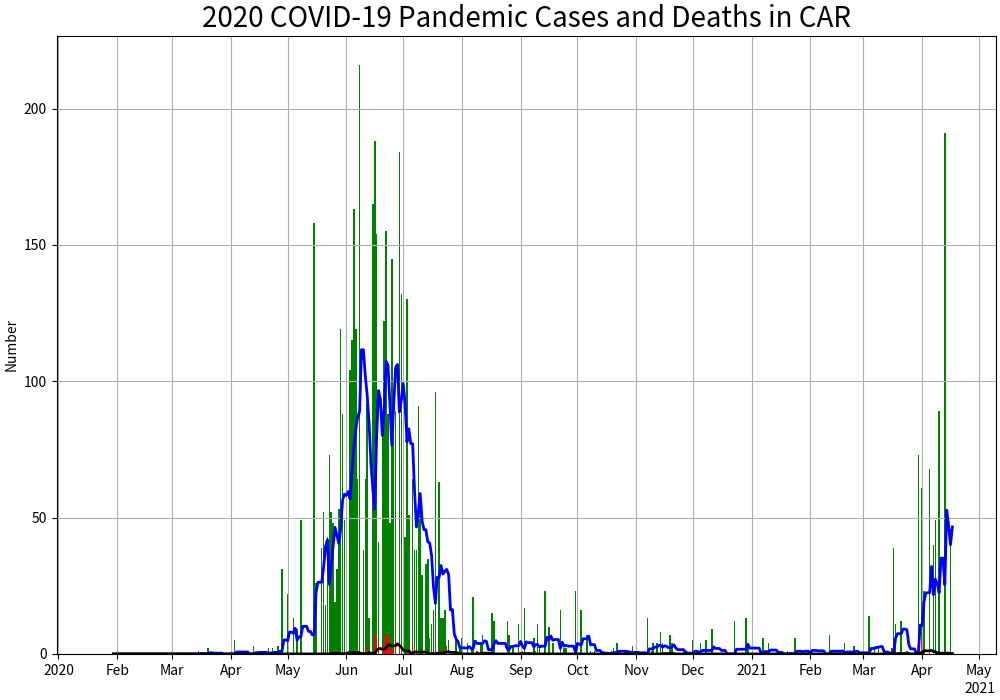 2020 COVID-19 Pandemic Cases and Deaths in CAR
Number
200
150
100
50
0
2020 Feb Mar Apr May Jun Jul Aug Sep Oct Nov Dec 2021 Feb Mar Apr May
2021